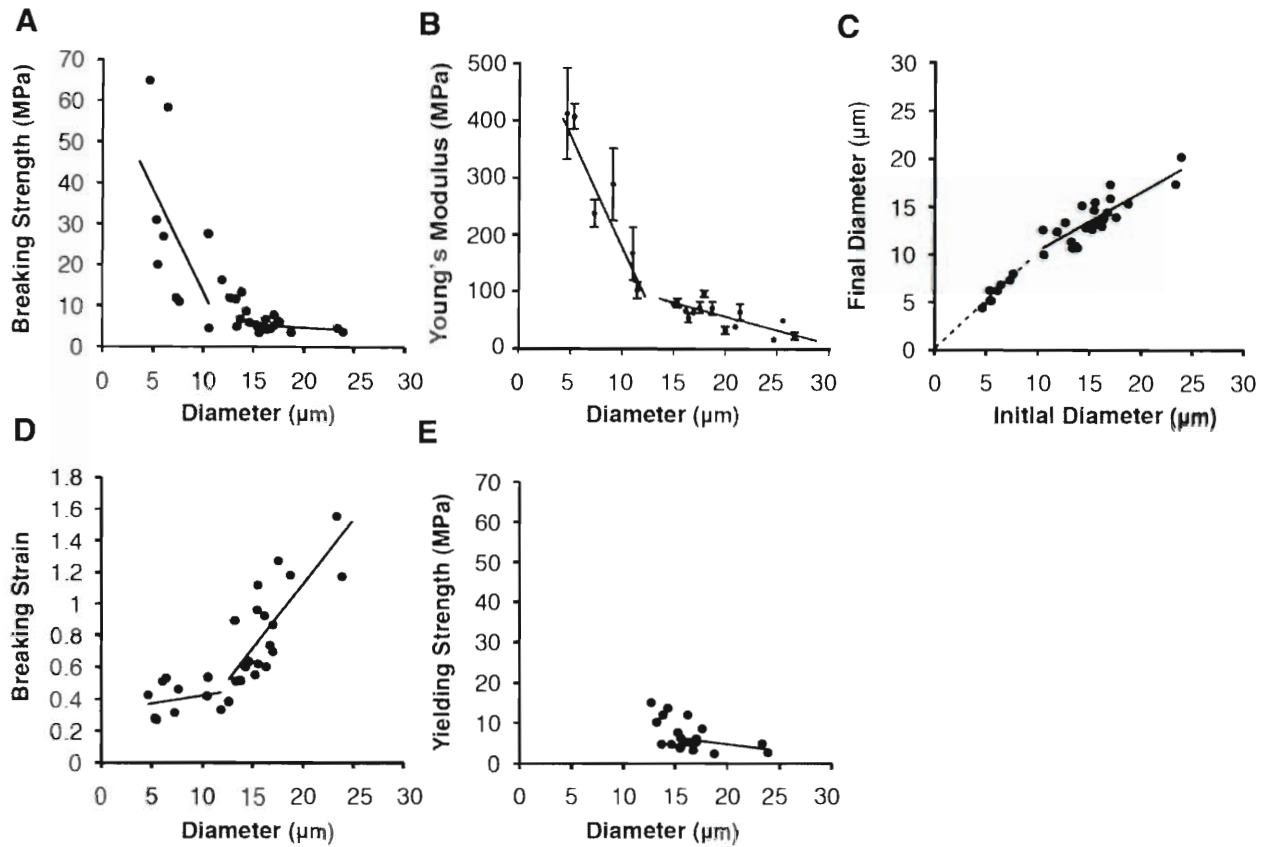 A
Breaking Strength (MPa)
70
60
50
40
30
20
10
0
0 5 10 15 20 25 30
Diameter (µm)
B
Young's Modulus (MPa)
500
400
300
200
100
0
0 5 10 15 20 25 30
Diameter (µm)
C
Final Diameter (µm)
30
25
20
15
10
5
0
0 5 10 15 20 25 30
Initial Diameter (µm)
D
Breaking Strain
1.8
1.6
1.4
1.2
1
0.8
0.6
0.4
0.2
0
0 5 10 15 20 25 30
Diameter (µm)
E
Yielding Strength (MPa)
70
60
50
40
30
20
10
0
0 5 10 15 20 25 30
Diameter (µm)